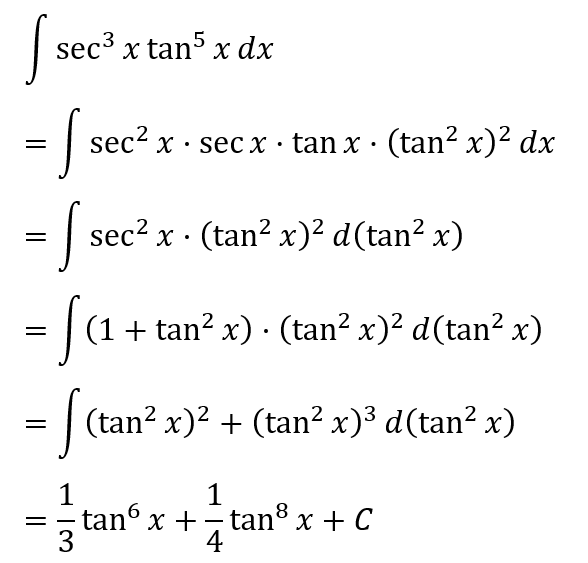 ∫ sec³ x tan⁵ x dx
= ∫ sec² x · sec x · tan x · (tan² x)² dx
= ∫ sec² x · (tan² x)² d(tan² x)
= ∫ (1 + tan² x) · (tan² x)² d(tan² x)
= ∫ (tan² x)² + (tan² x)³ d(tan² x)
= 1/3 tan⁶ x + 1/4 tan⁸ x + C